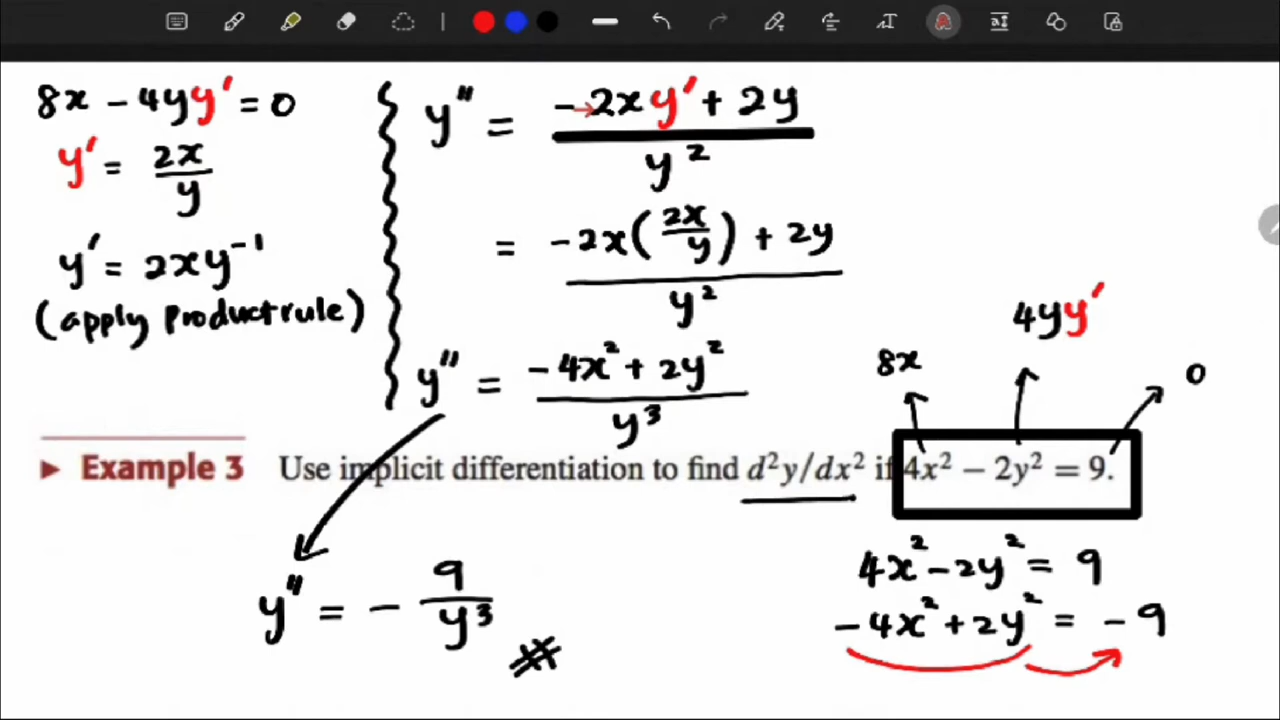 8x - 4yy' = 0
y' = 2x/y
y' = 2xy⁻¹
(apply Product rule)
y'' = (-2xy' + 2y)/y²
= (-2x(2x/y) + 2y)/y²
y'' = (-4x² + 2y²)/y³
8x 4yy' 0
► Example 3 Use implicit differentiation to find d²y/dx² if 4x² − 2y² = 9.
y'' = - 9/y³
4x² - 2y² = 9
-4x² + 2y² = -9